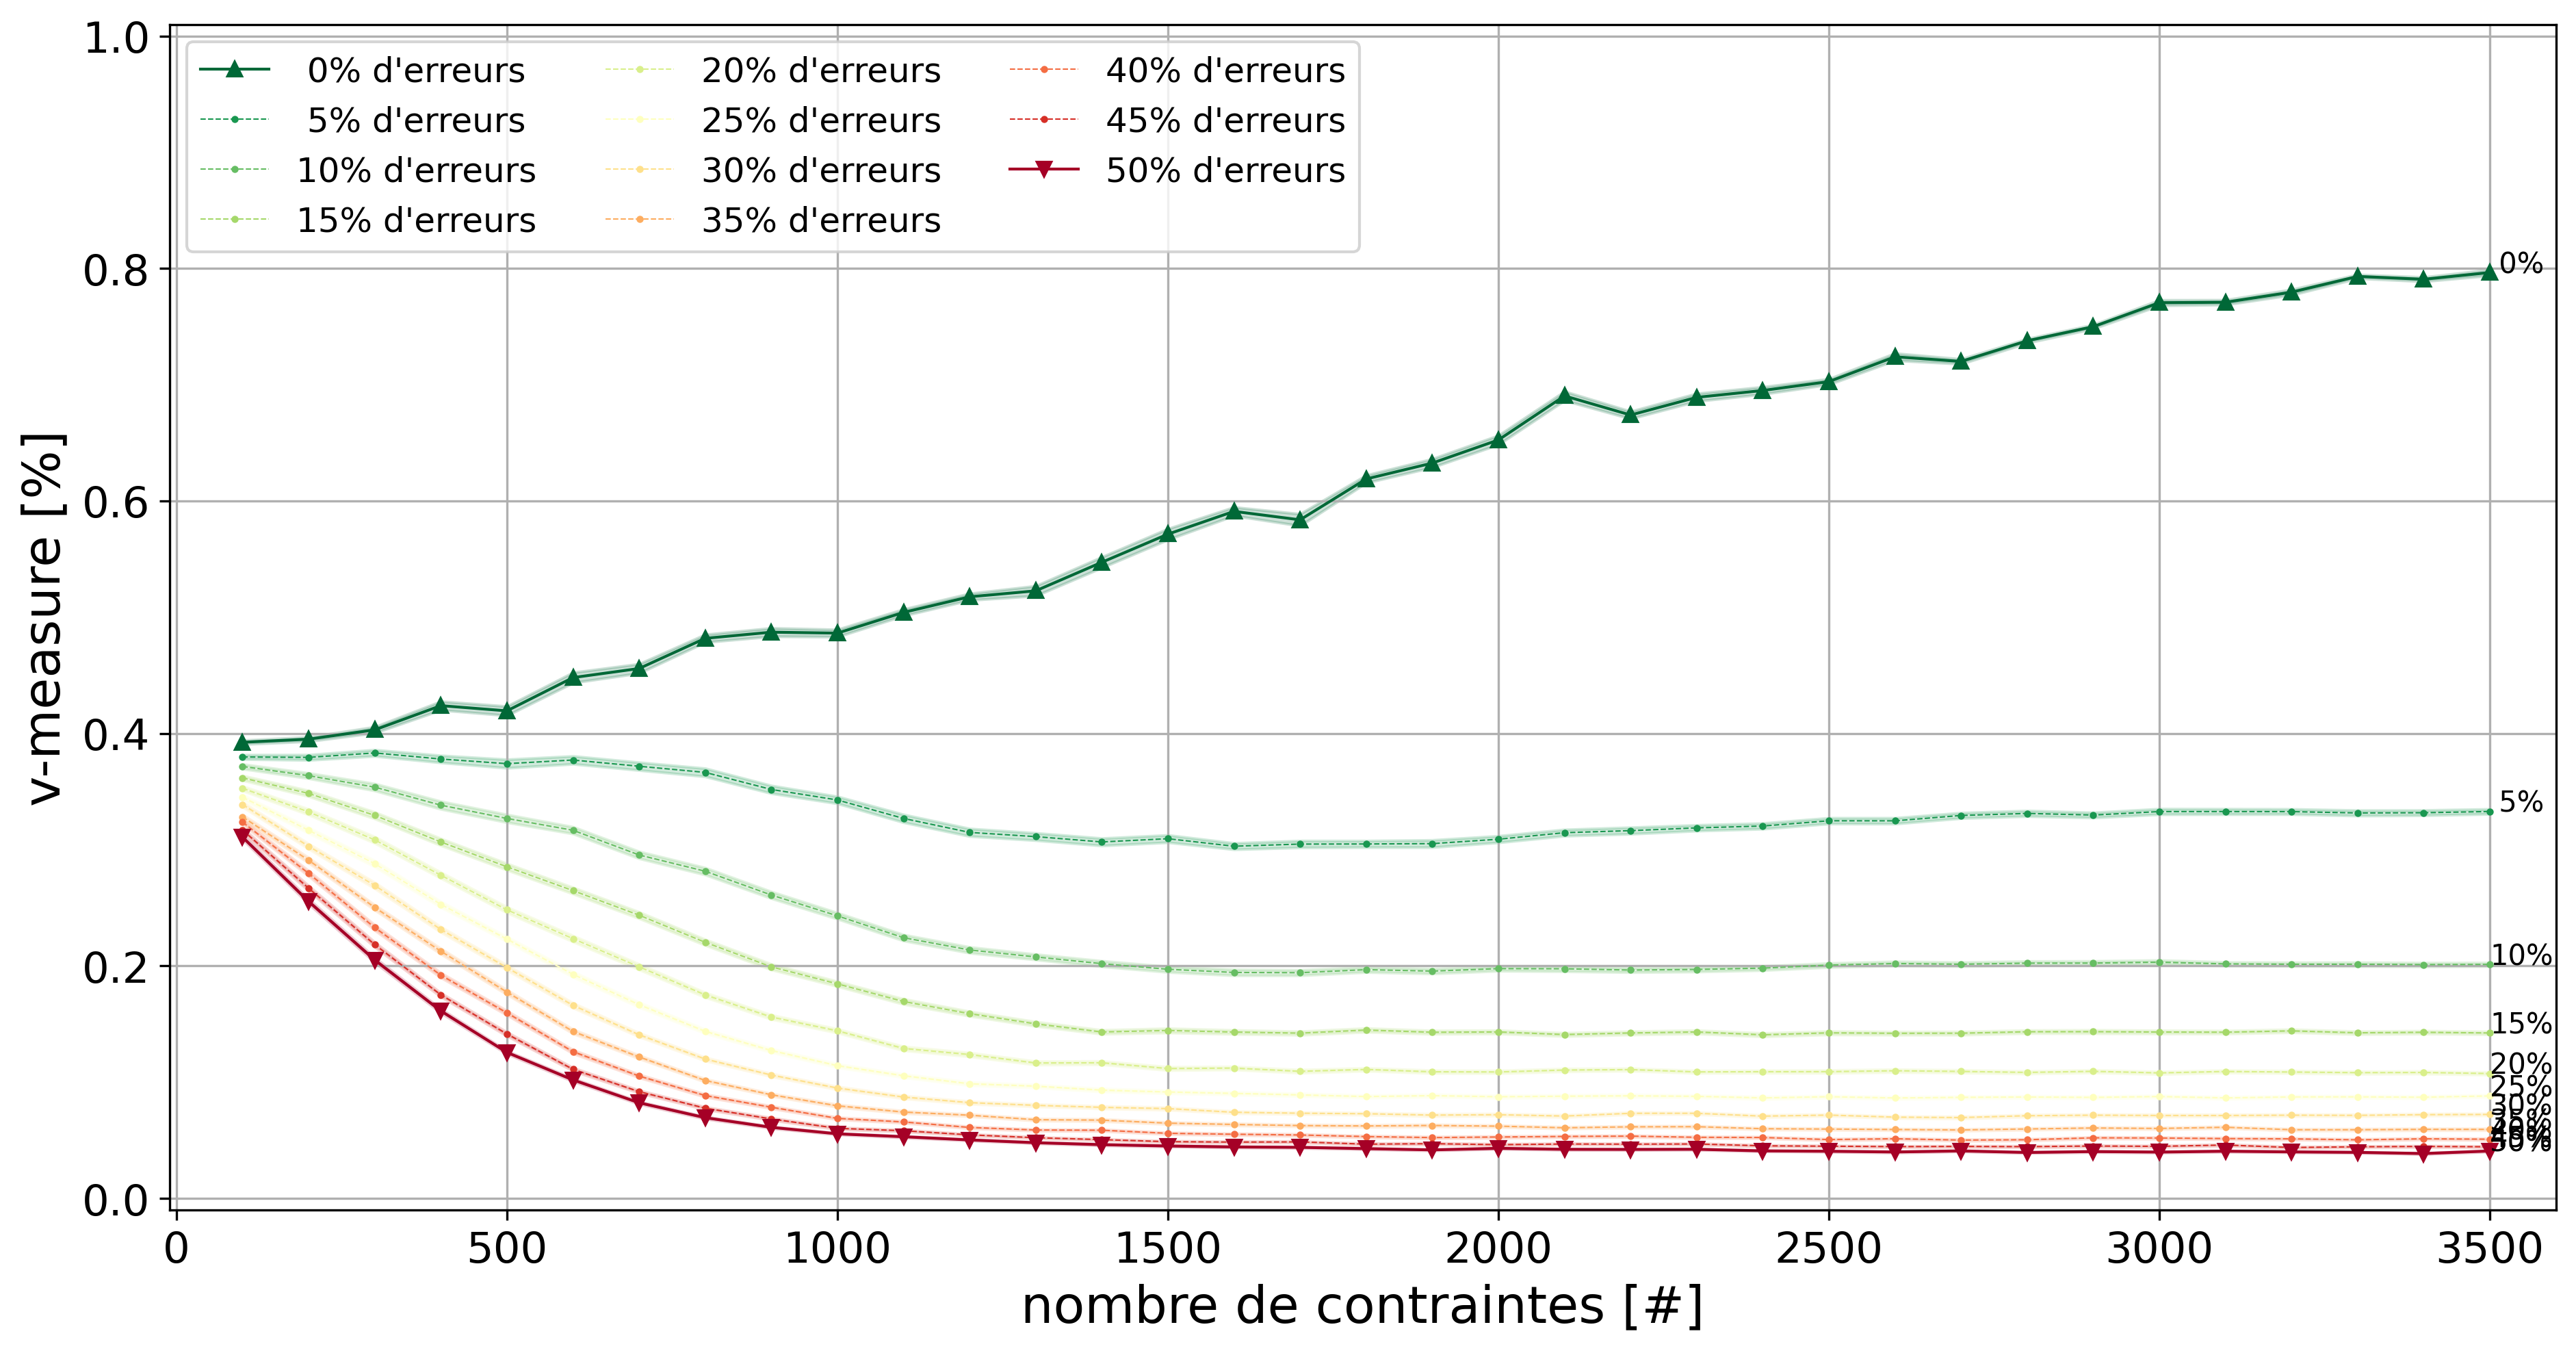 v-measure [%]
1.0
0.8
0.6
0.4
0.2
0.0
0% d'erreurs
5% d'erreurs
10% d'erreurs
15% d'erreurs
20% d'erreurs
25% d'erreurs
30% d'erreurs
35% d'erreurs
40% d'erreurs
45% d'erreurs
50% d'erreurs
0%
5%
10%
15%
20%
25%
30%
50%
0 500 1000 1500 2000 2500 3000 3500
nombre de contraintes [#]